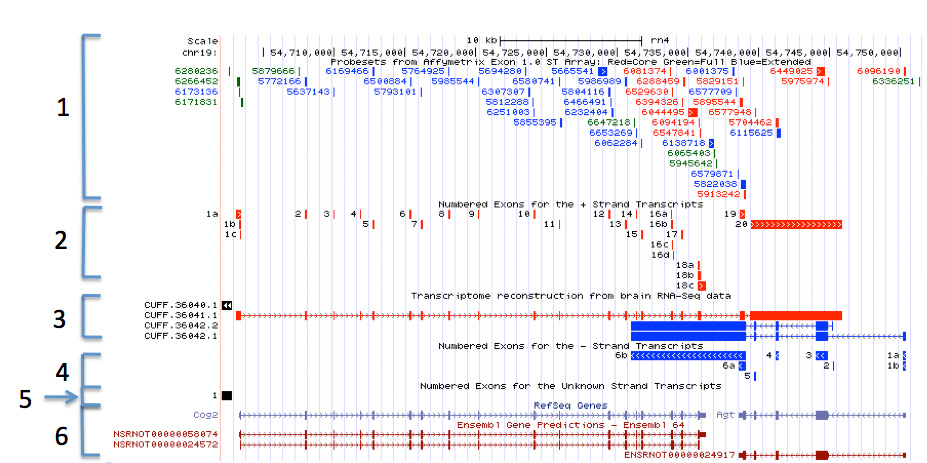 Scale 10 kb rn4
chr19: 54,710,000 54,715,000 54,720,000 54,725,000 54,730,000 54,735,000 54,740,000 54,745,000 54,750,000
Probesets from Affymetrix Exon 1.0 ST Array: Red=Core Green=Full Blue=Extended
6280236 5879666 6169466 5764925 5694280 5665541 6081374 6001375 6449025 6096190
6266452 5772166 6500884 5985544 6580741 5986989 6288459 5829151 5975974 6336251
6173136 5637143 5793101 6307307 5804116 6529630 6577709
6171831 5812288 6466491 6394326 5895544
6251003 6232404 6044495 6577948
5855395 6647218 6094194 5704462
6653269 6547841 6115625
6062284 6138718
6065403
5945642
6579871
5822038
5913242
1
Numbered Exons for the + Strand Transcripts
1a 2 3 4 6 8 9 10 12 14 16a 19
1b 5 7 11 13 16b 20
1c 15 17
16c
16d
18a
18b
18c
2
Transcriptome reconstruction from brain RNA-Seq data
CUFF.36040.1
CUFF.36041.1
CUFF.36042.2
CUFF.36042.1
3
Numbered Exons for the - Strand Transcripts
6b 4 3 1a
6a 2 1b
5
4
Numbered Exons for the Unknown Strand Transcripts
1
5
RefSeq Genes
Cog2 Agt
Ensembl Gene Predictions - Ensembl 64
NSRNOT00000058074
NSRNOT00000024572
ENSRNOT00000024917
6